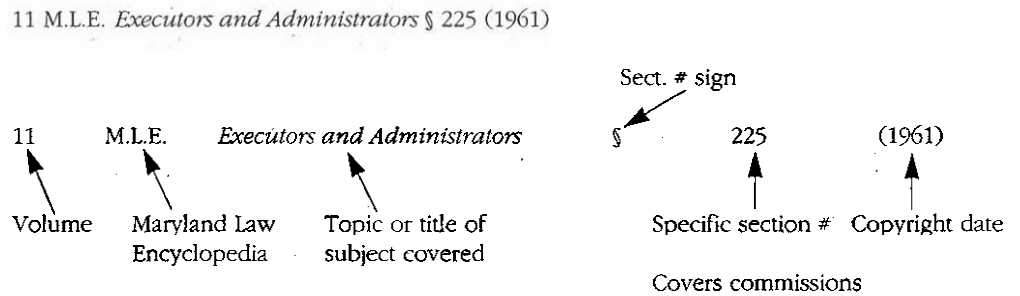 11 M.L.E. Executors and Administrators § 225 (1961)
Sect. # sign
11 M.L.E. Executors and Administrators § 225 (1961)
Volume Maryland Law Topic or title of Specific section # Copyright date
Encyclopedia subject covered
Covers commissions